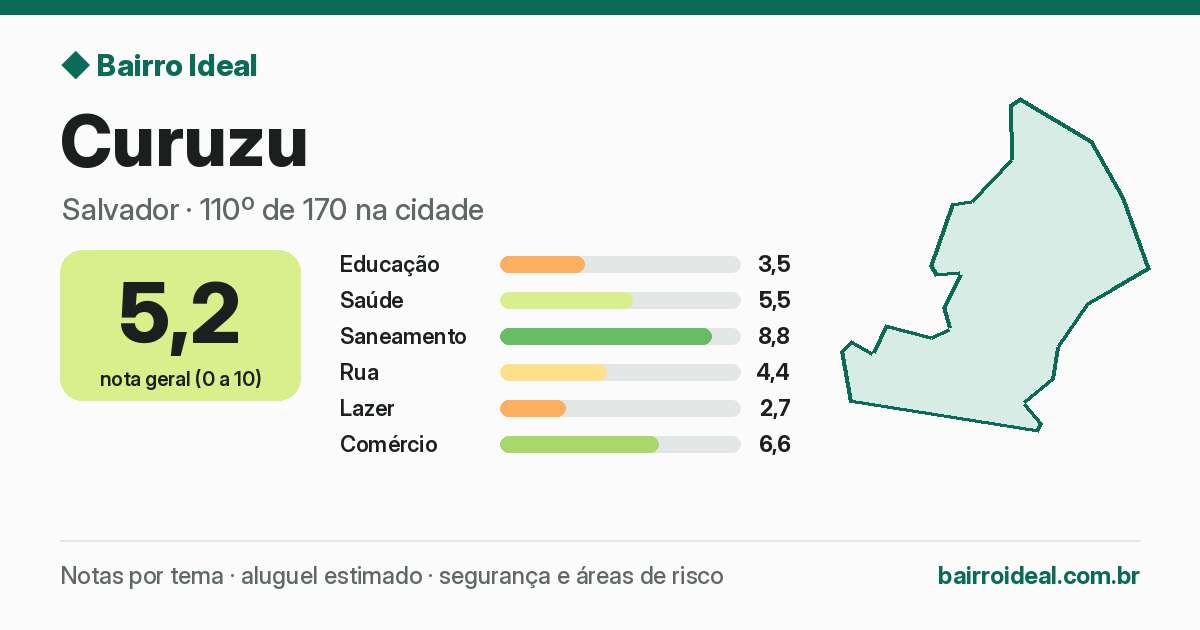 Bairro Ideal
Curuzu
Salvador · 110º de 170 na cidade
5,2
nota geral (0 a 10)
Educação 3,5
Saúde 5,5
Saneamento 8,8
Rua 4,4
Lazer 2,7
Comércio 6,6
Notas por tema · aluguel estimado · segurança e áreas de risco
bairroideal.com.br